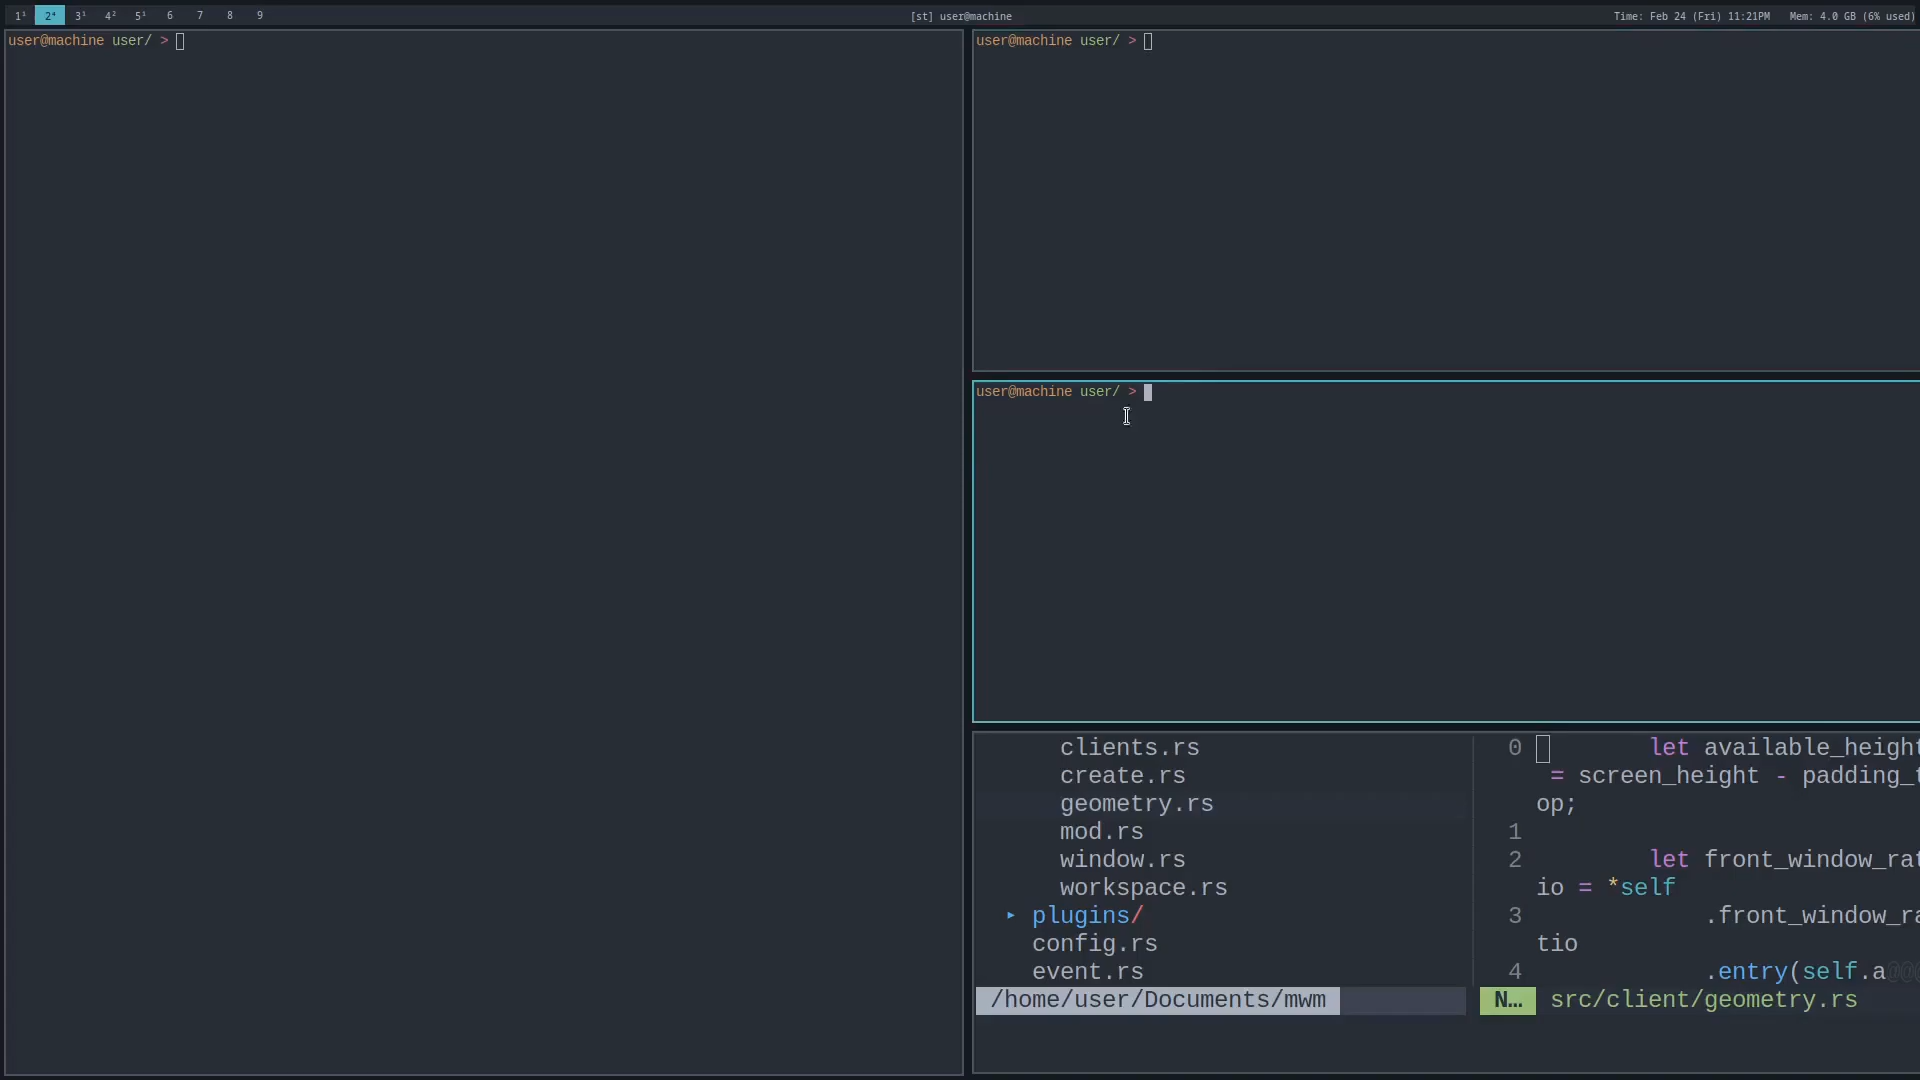 1¹ 2⁴ 3¹ 4² 5¹ 6 7 8 9 [st] user@machine Time: Feb 24 (Fri) 11:21PM Mem: 4.0 GB (6% used)
user@machine user/ >
user@machine user/ >
user@machine user/ >
clients.rs
create.rs
geometry.rs
mod.rs
window.rs
workspace.rs
▸ plugins/
config.rs
event.rs
/home/user/Documents/mwm
0 let available_height
= screen_height - padding_t
op;
1
2 let front_window_rat
io = *self
3 .front_window_ra
tio
4 .entry(self.a@@@
N… src/client/geometry.rs